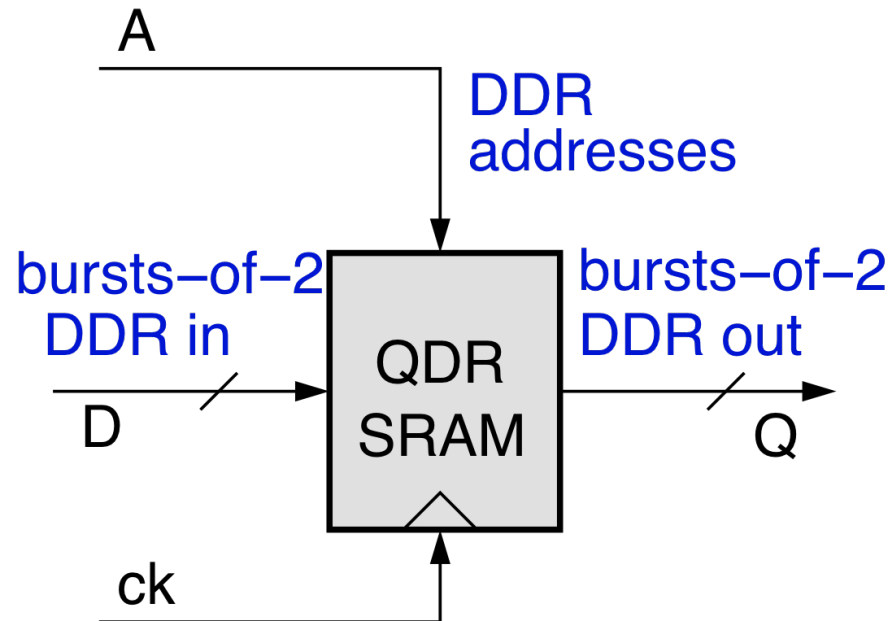 A
DDR
addresses
bursts−of−2
DDR in
bursts−of−2
DDR out
QDR
SRAM
D
Q
ck